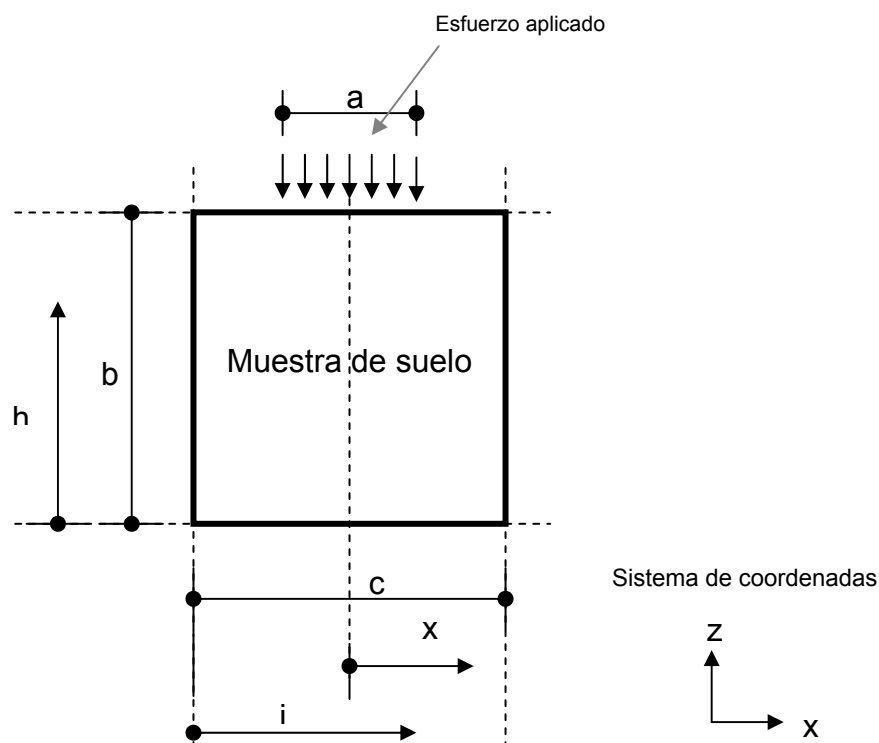 Esfuerzo aplicado
a
Muestra de suelo
b
h
c
Sistema de coordenadas
x
z
i
x